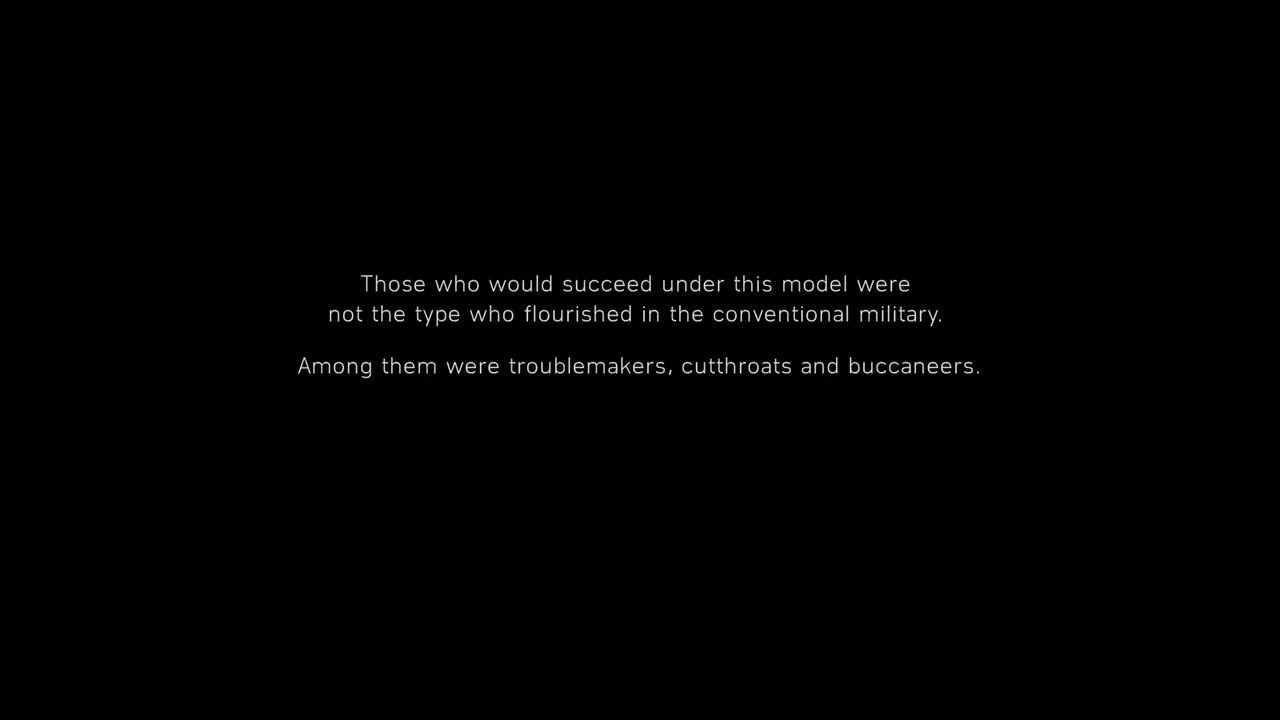 Those who would succeed under this model were
not the type who flourished in the conventional military.
Among them were troublemakers, cutthroats and buccaneers.